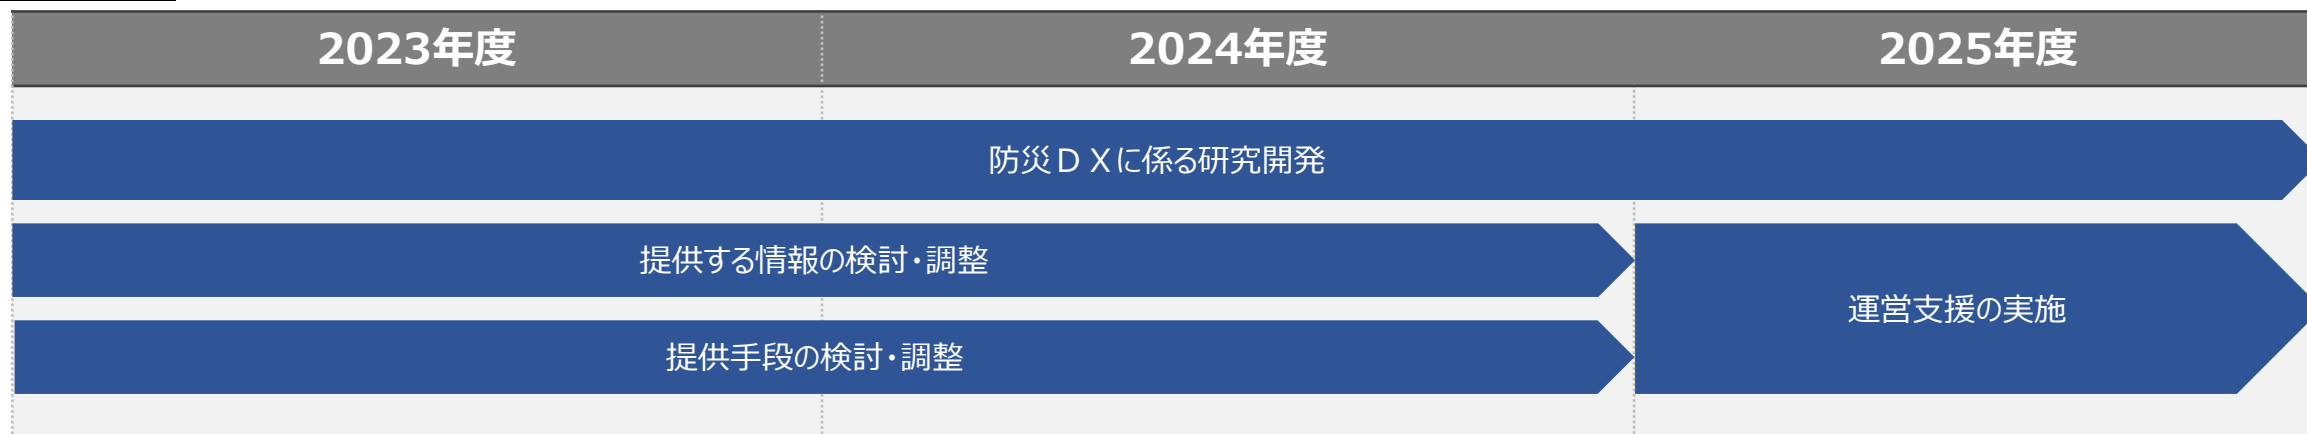 2023年度
2024年度
2025年度
防災ＤＸに係る研究開発
提供する情報の検討・調整
提供手段の検討・調整
運営支援の実施